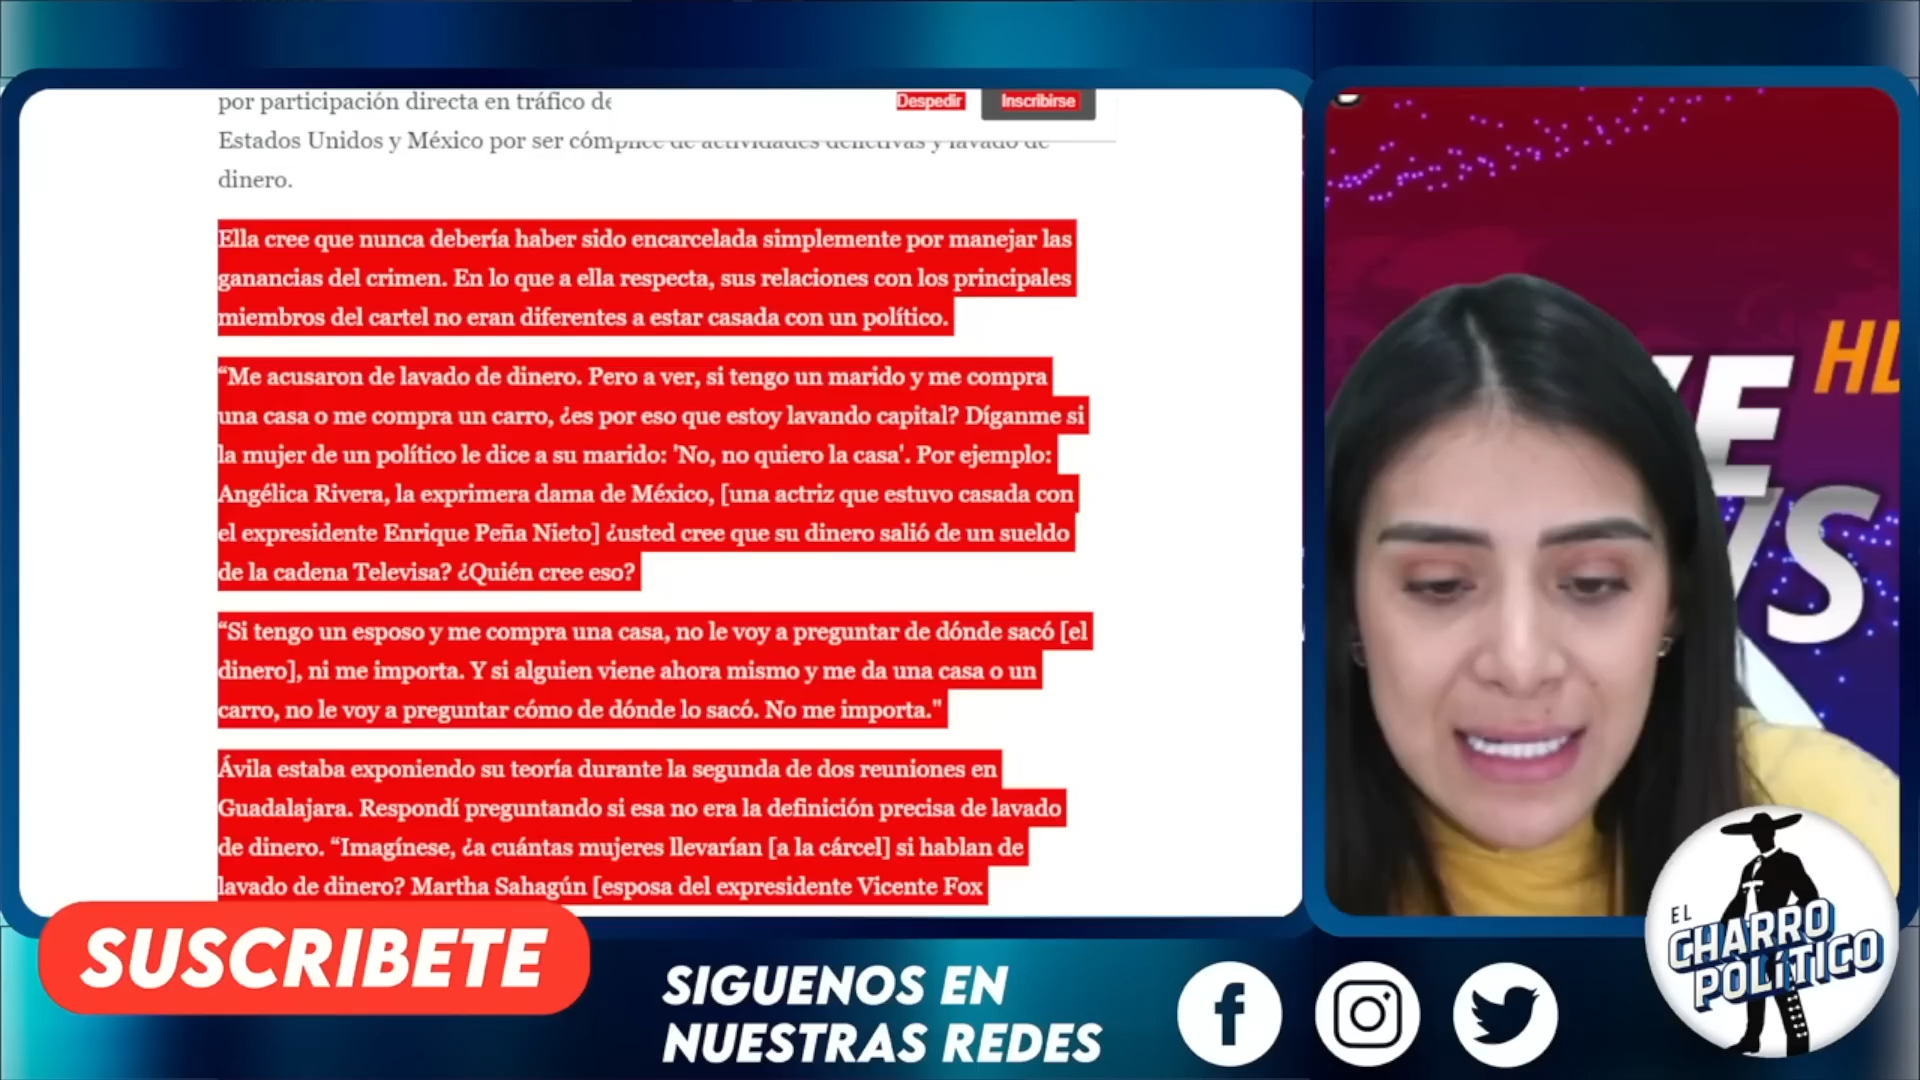 por participación directa en tráfico de
Despedir
Inscribirse
Estados Unidos y México por ser cómplice de actividades delictivas y lavado de
dinero.
Ella cree que nunca debería haber sido encarcelada simplemente por manejar las
ganancias del crimen. En lo que a ella respecta, sus relaciones con los principales
miembros del cartel no eran diferentes a estar casada con un político.
“Me acusaron de lavado de dinero. Pero a ver, si tengo un marido y me compra
una casa o me compra un carro, ¿es por eso que estoy lavando capital? Díganme si
la mujer de un político le dice a su marido: 'No, no quiero la casa'. Por ejemplo:
Angélica Rivera, la exprimera dama de México, [una actriz que estuvo casada con
el expresidente Enrique Peña Nieto] ¿usted cree que su dinero salió de un sueldo
de la cadena Televisa? ¿Quién cree eso?
“Si tengo un esposo y me compra una casa, no le voy a preguntar de dónde sacó [el
dinero], ni me importa. Y si alguien viene ahora mismo y me da una casa o un
carro, no le voy a preguntar cómo de dónde lo sacó. No me importa."
Ávila estaba exponiendo su teoría durante la segunda de dos reuniones en
Guadalajara. Respondí preguntando si esa no era la definición precisa de lavado
de dinero. “Imagínese, ¿a cuántas mujeres llevarían [a la cárcel] si hablan de
lavado de dinero? Martha Sahagún [esposa del expresidente Vicente Fox
HD
SUSCRIBETE
SIGUENOS EN
NUESTRAS REDES
EL
CHARRO
POLÍTICO